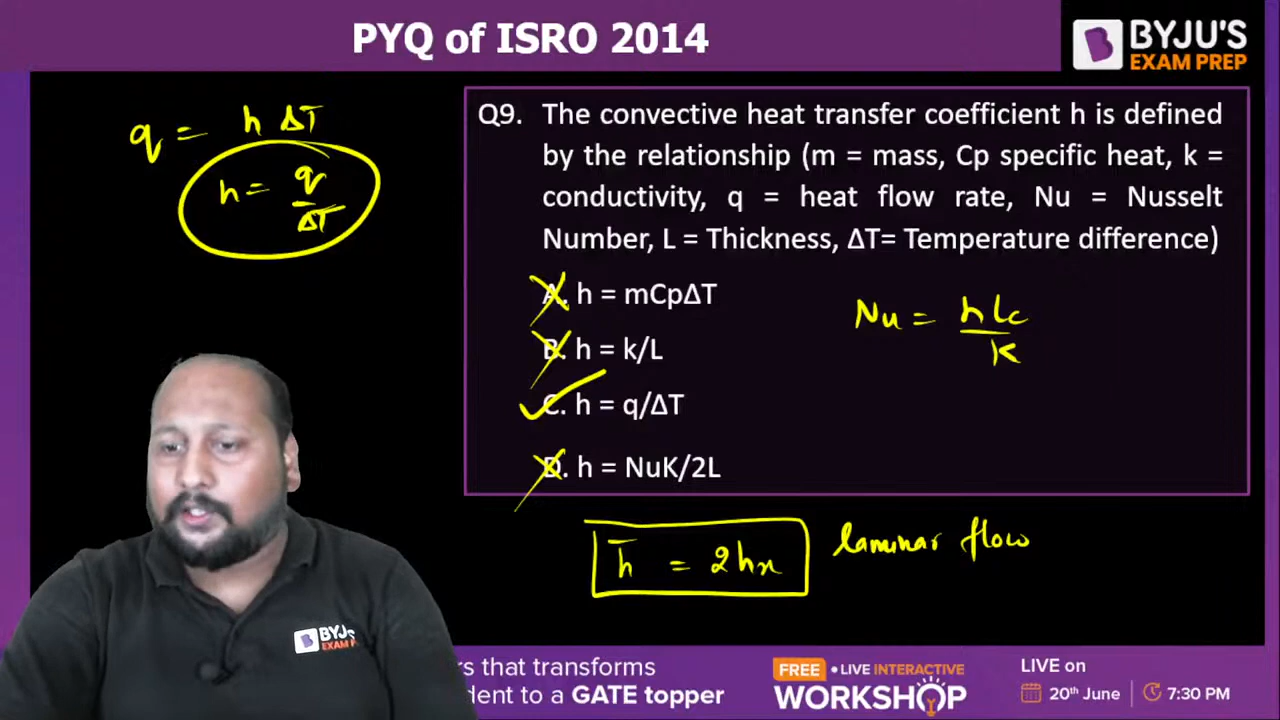 PYQ of ISRO 2014
BYJU'S
EXAM PREP
q = h ΔT
h = q/ΔT
Q9. The convective heat transfer coefficient h is defined
by the relationship (m = mass, Cp specific heat, k =
conductivity, q = heat flow rate, Nu = Nusselt
Number, L = Thickness, ΔT= Temperature difference)
A. h = mCpΔT
B. h = k/L
C. h = q/ΔT
D. h = NuK/2L
Nu = hLc/K
h̄ = 2hx
laminar flow
BYJU'S
EXAM PREP
rs that transforms
dent to a GATE topper
FREE • LIVE INTERACTIVE
WORKSHOP
LIVE on
20th June
7:30 PM